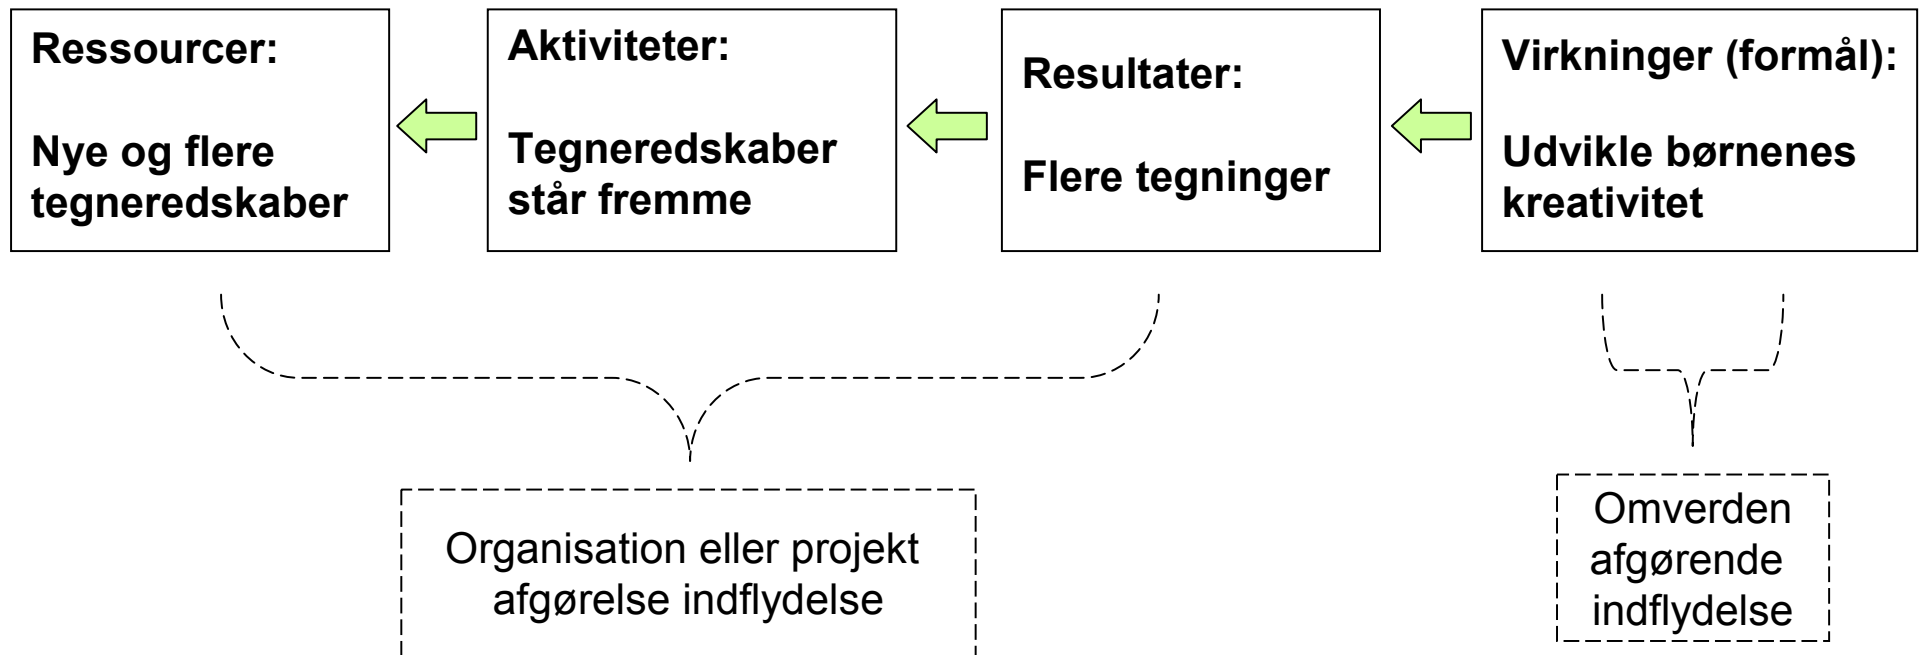 Ressourcer:
Nye og flere
tegneredskaber
Aktiviteter:
Tegneredskaber
står fremme
Resultater:
Flere tegninger
Virkninger (formål):
Udvikle børnenes
kreativitet
Organisation eller projekt
afgørelse indflydelse
Omverden
afgørende
indflydelse